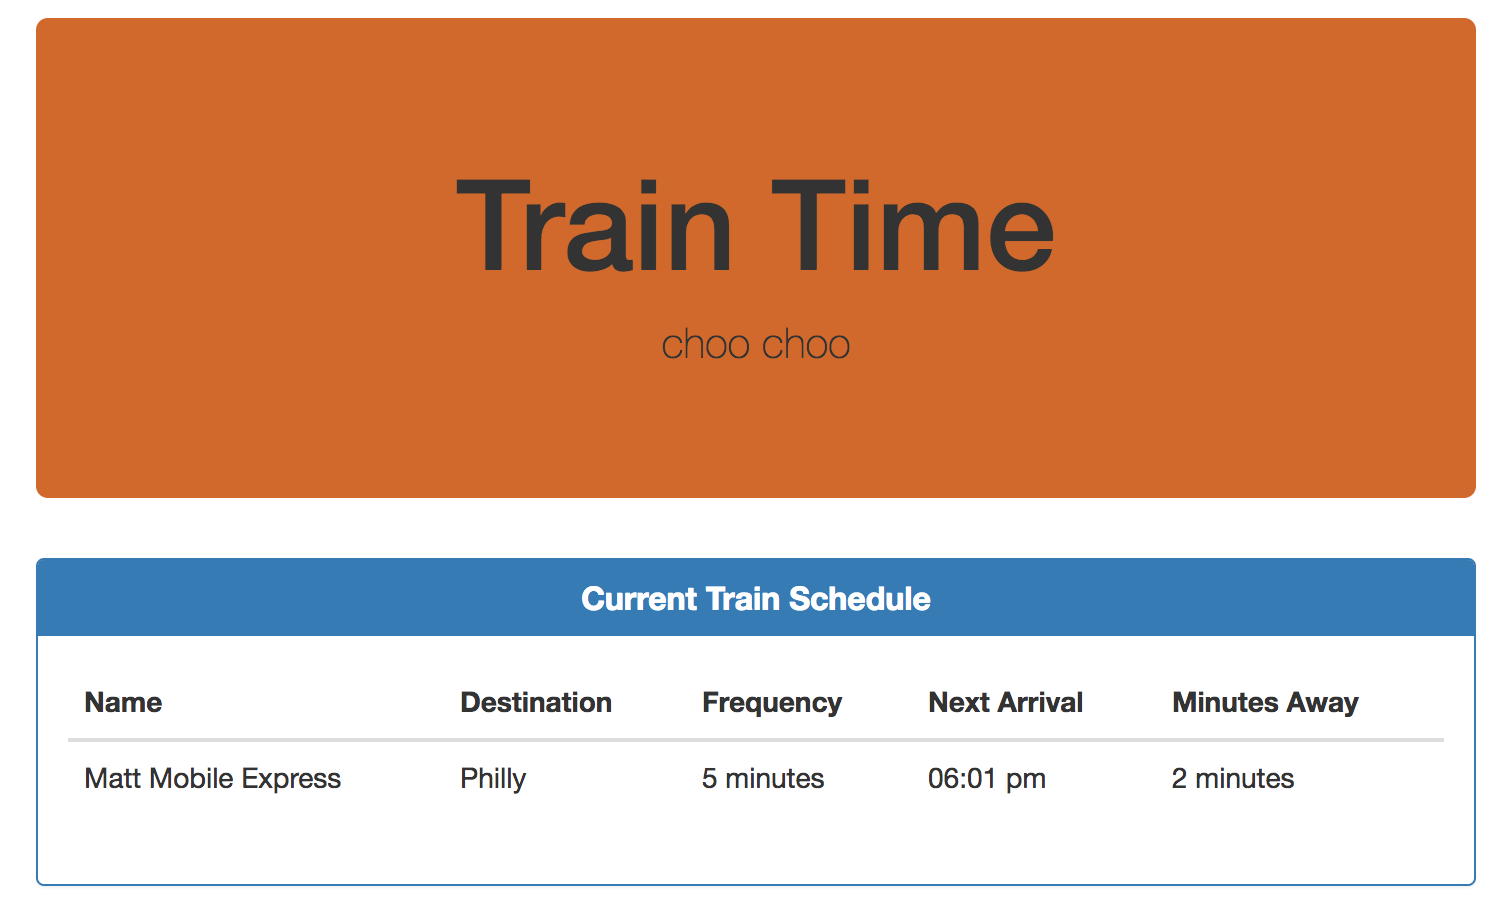 Train Time
choo choo
Current Train Schedule
Name Destination Frequency Next Arrival Minutes Away
Matt Mobile Express Philly 5 minutes 06:01 pm 2 minutes